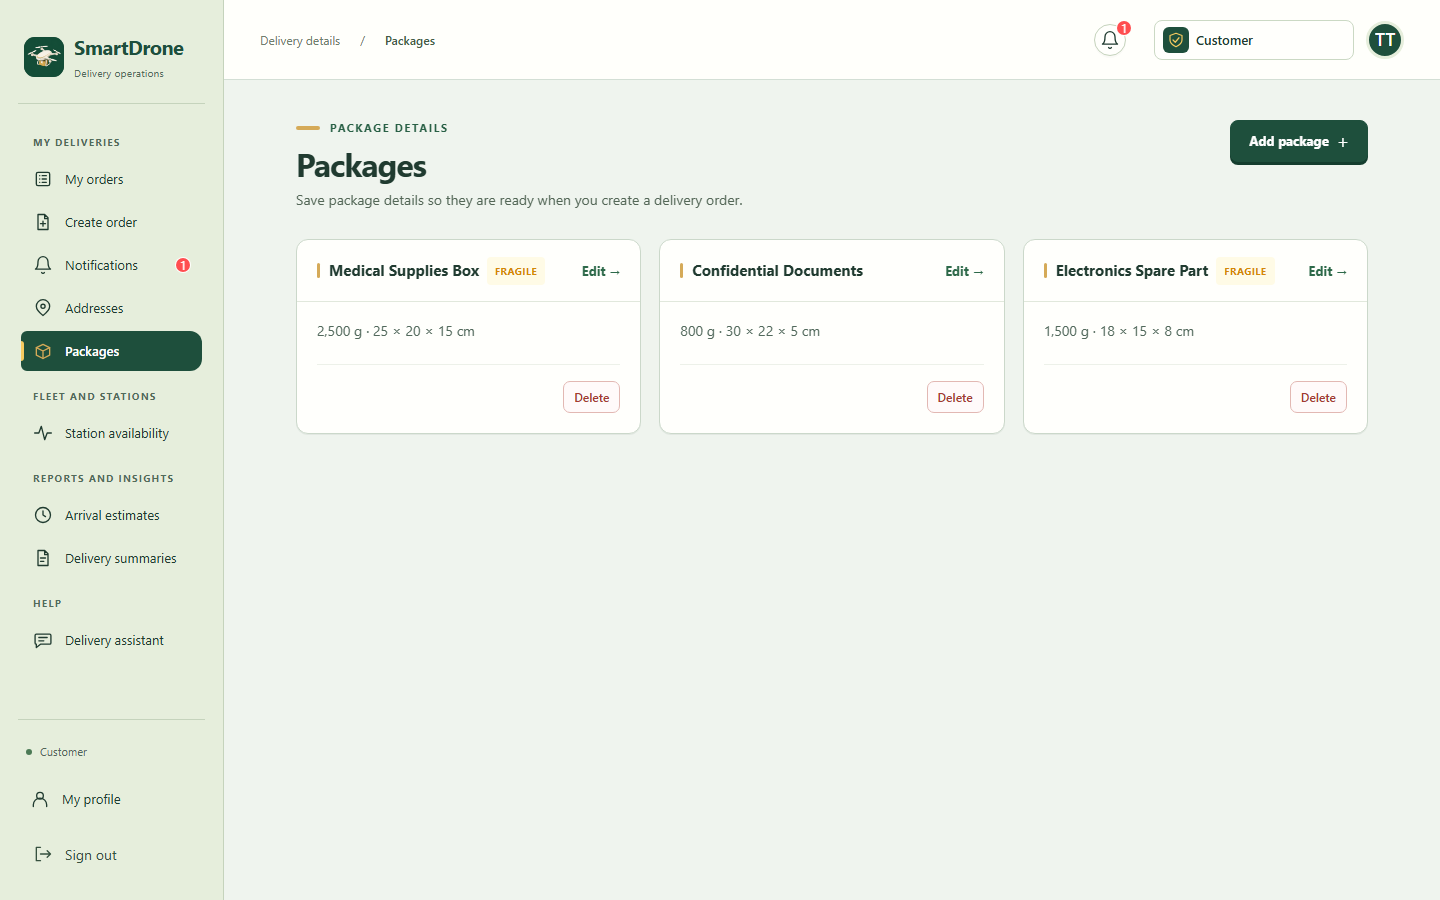 SmartDrone
Delivery operations
MY DELIVERIES
My orders
Create order
Notifications 1
Addresses
Packages
FLEET AND STATIONS
Station availability
REPORTS AND INSIGHTS
Arrival estimates
Delivery summaries
HELP
Delivery assistant
Customer
My profile
Sign out
Delivery details / Packages
1
Customer
TT
PACKAGE DETAILS
Packages
Save package details so they are ready when you create a delivery order.
Add package +
Medical Supplies Box FRAGILE Edit →
2,500 g · 25 × 20 × 15 cm
Delete
Confidential Documents Edit →
800 g · 30 × 22 × 5 cm
Delete
Electronics Spare Part FRAGILE Edit →
1,500 g · 18 × 15 × 8 cm
Delete